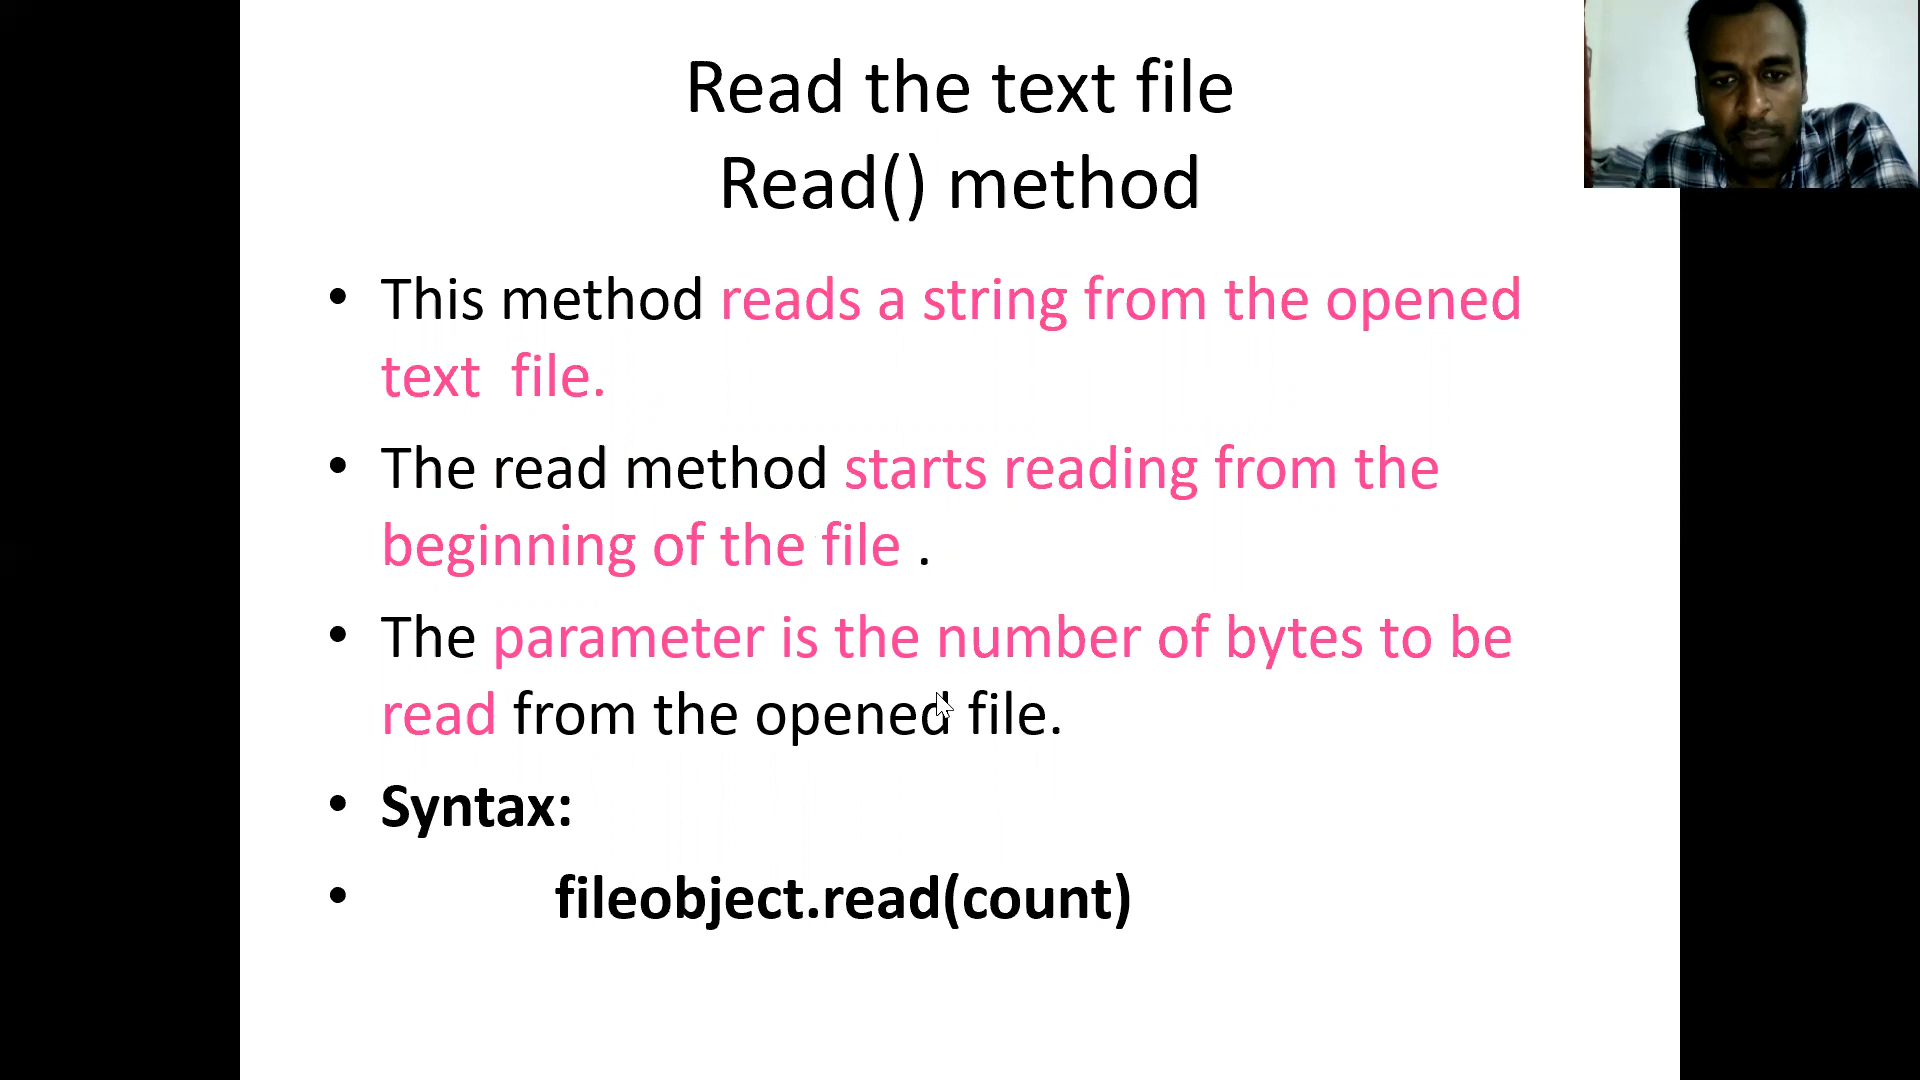 Read the text file
Read() method
• This method reads a string from the opened
text file.
• The read method starts reading from the
beginning of the file .
• The parameter is the number of bytes to be
read from the opened file.
• Syntax:
• fileobject.read(count)